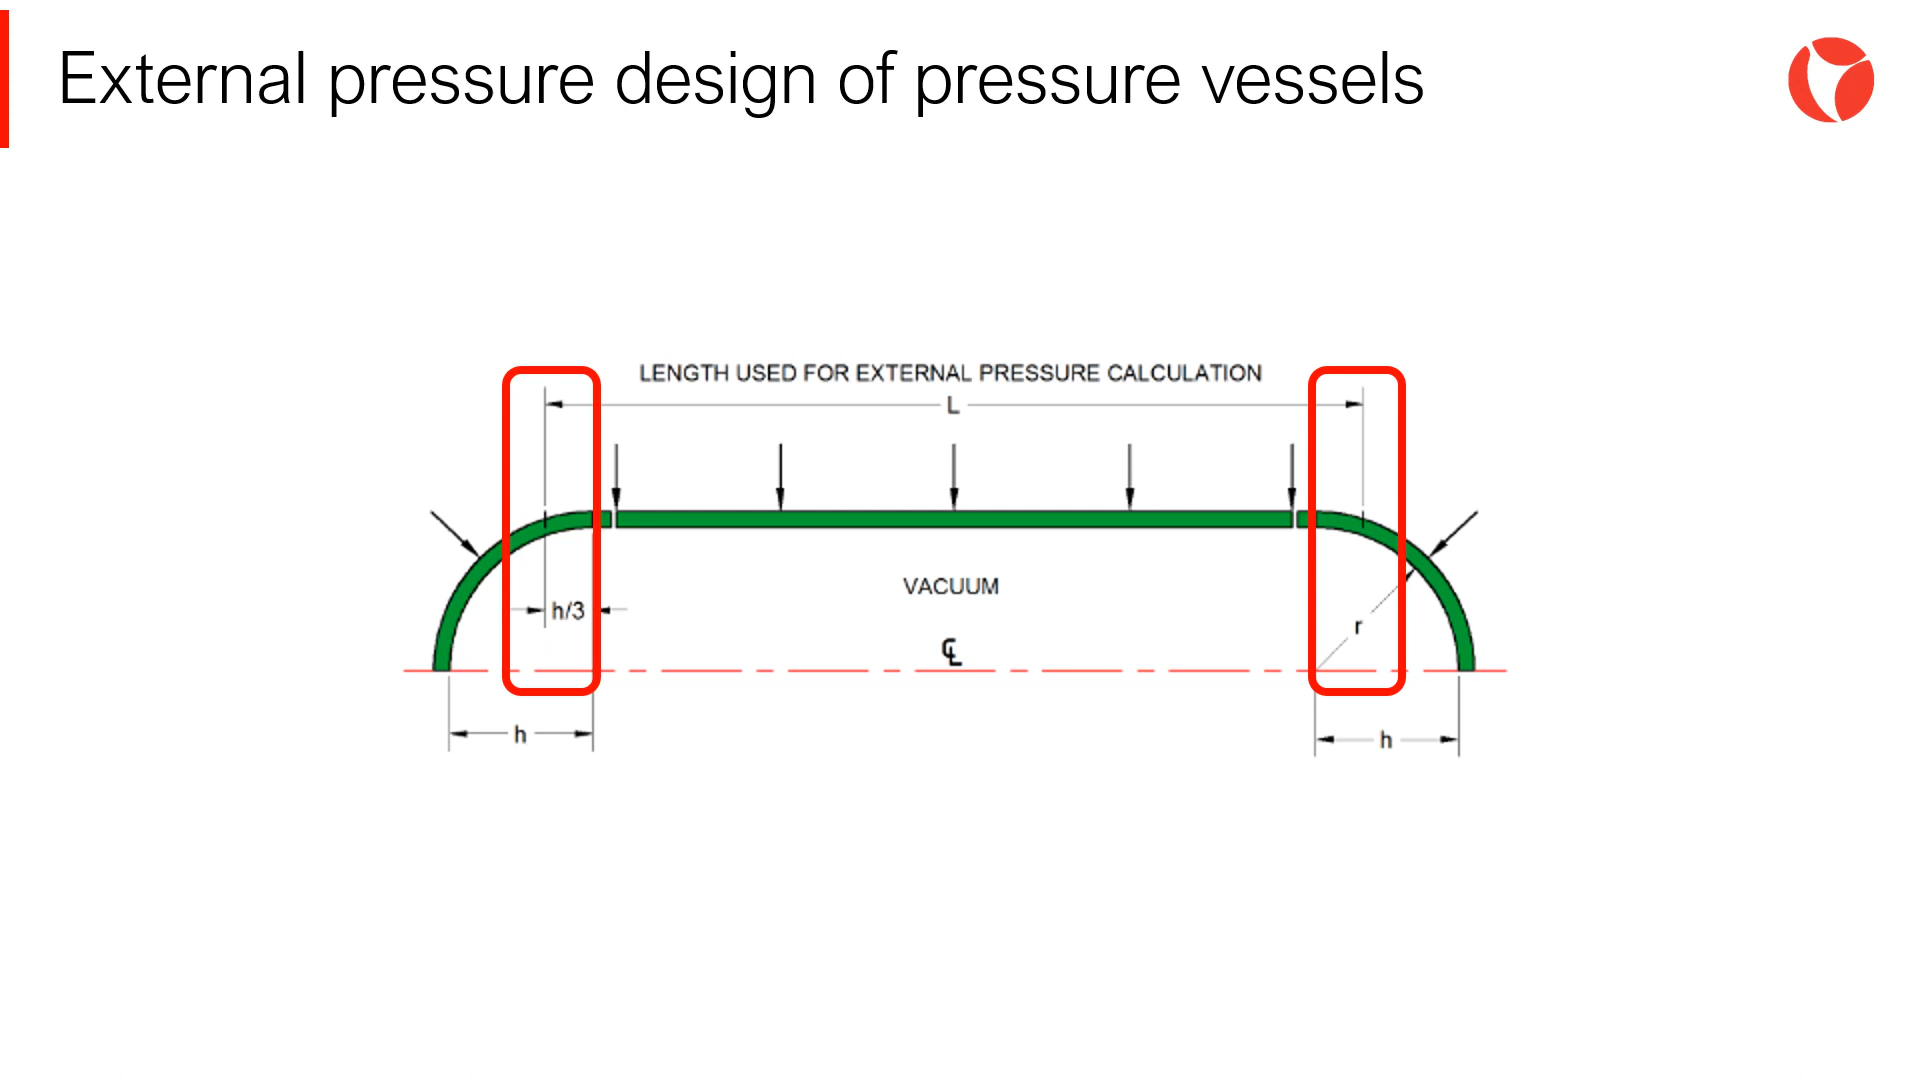 External pressure design of pressure vessels
LENGTH USED FOR EXTERNAL PRESSURE CALCULATION
L
VACUUM
h/3
r
℄
h
h